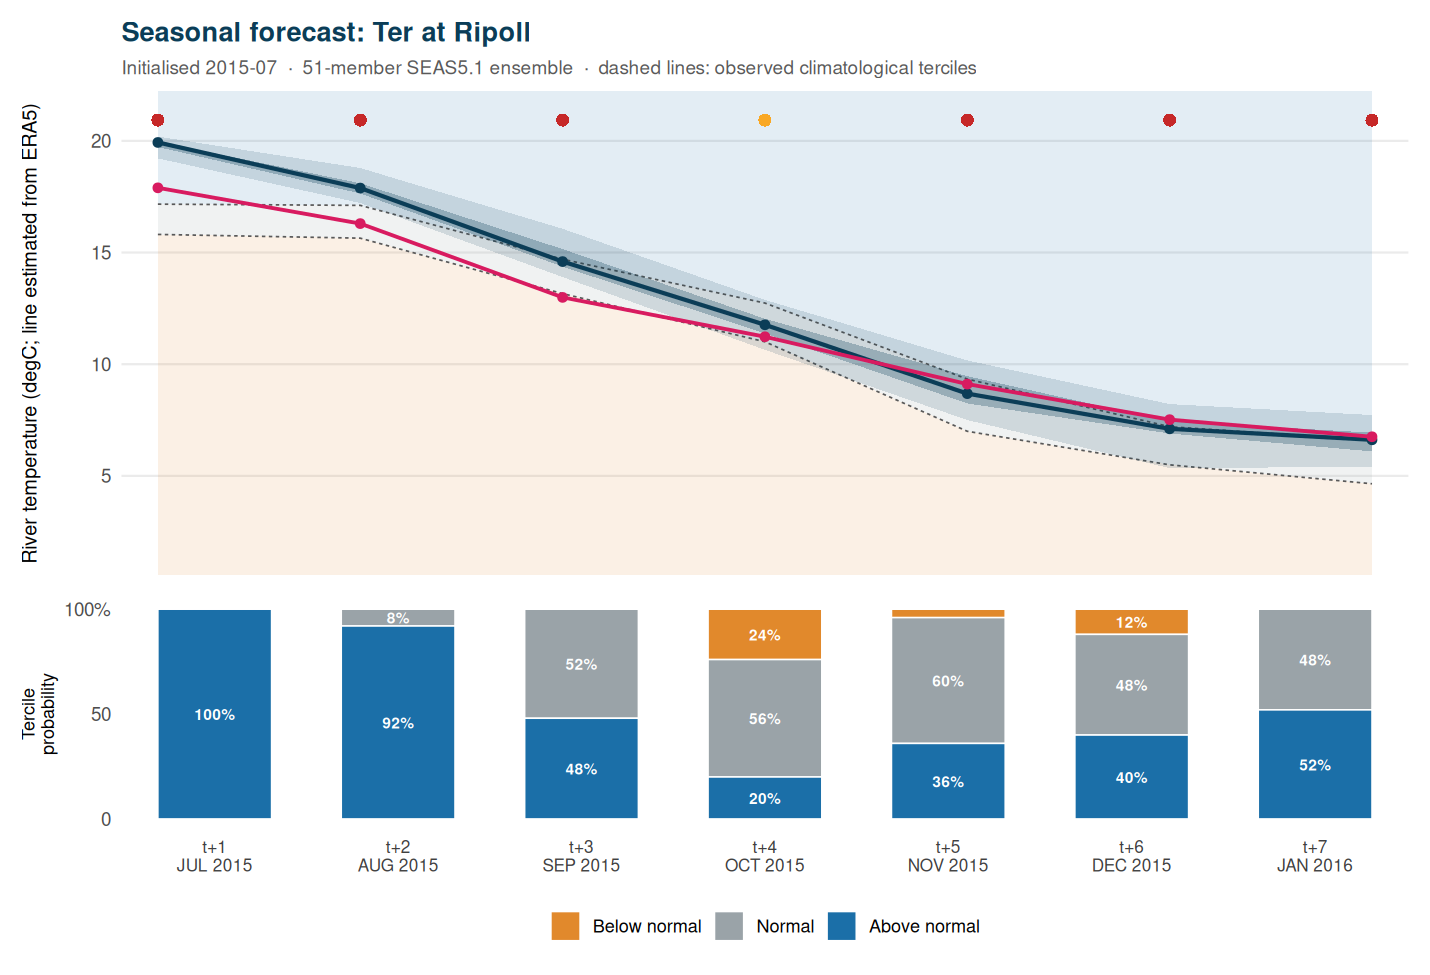 Seasonal forecast: Ter at Ripoll
Initialised 2015-07 · 51-member SEAS5.1 ensemble · dashed lines: observed climatological terciles
River temperature (degC; line estimated from ERA5)
20
15
10
5
Tercile
probability
100%
50
0
100%
8%
92%
52%
48%
24%
56%
20%
60%
36%
12%
48%
40%
48%
52%
t+1
JUL 2015
t+2
AUG 2015
t+3
SEP 2015
t+4
OCT 2015
t+5
NOV 2015
t+6
DEC 2015
t+7
JAN 2016
Below normal
Normal
Above normal